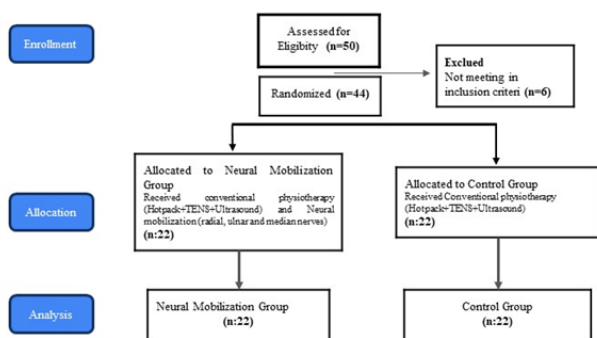 Enrollment
Assessed for
Eligibity (n=50)
Exclued
Not meeting in
inclusion criteri (n=6)
Randomized (n=44)
Allocation
Allocated to Neural Mobilization
Group
Received conventional physiotherapy
(Hotpack+TENS+Ultrasound) and Neural
mobilization (radial, ulnar and median nerves)
(n:22)
Allocated to Control Group
Received Conventional physiotherapy
(Hotpack+TENS+Ultrasound)
(n:22)
Analysis
Neural Mobilization Group
(n:22)
Control Group
(n:22)